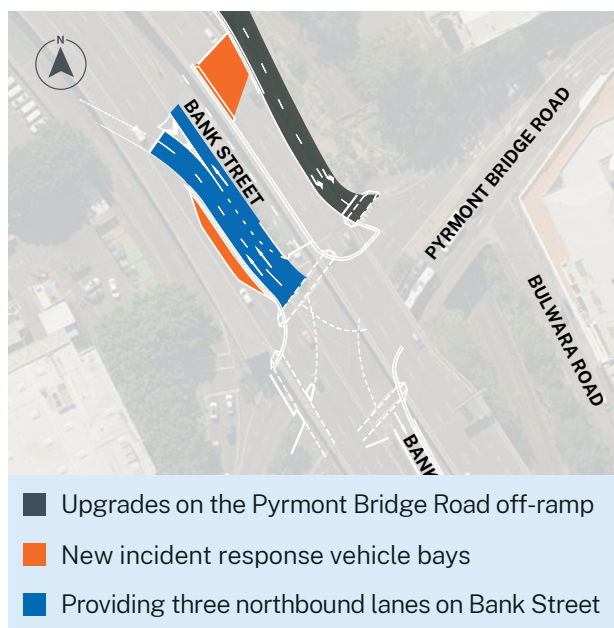 N
BANK STREET
PYRMONT BRIDGE ROAD
BULWARA ROAD
BANK
Upgrades on the Pyrmont Bridge Road off-ramp
New incident response vehicle bays
Providing three northbound lanes on Bank Street